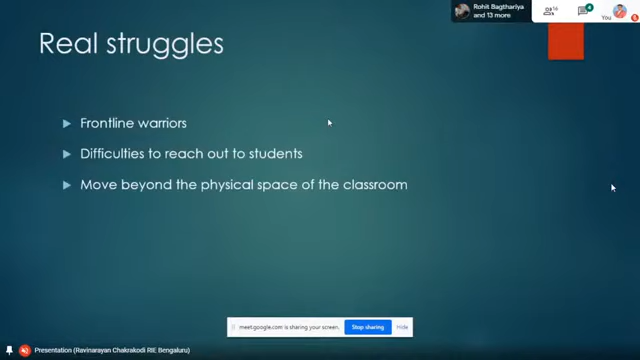 Rohit Bagthariya
and 13 more
16
4
You
Real struggles
Frontline warriors
Difficulties to reach out to students
Move beyond the physical space of the classroom
meet.google.com is sharing your screen.
Stop sharing
Hide
Presentation (Ravinarayan Chakrakodi RIE Bengaluru)